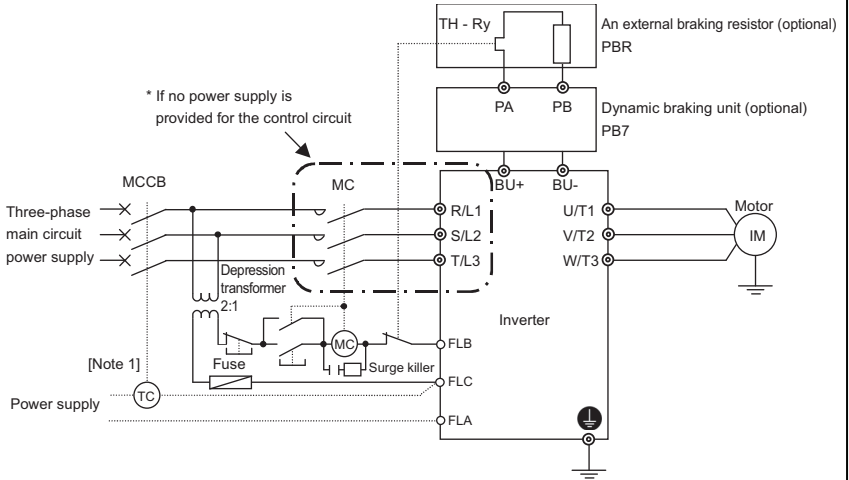 TH - Ry
An external braking resistor (optional)
PBR
PA
PB
Dynamic braking unit (optional)
PB7
* If no power supply is
provided for the control circuit
MCCB
MC
BU+
BU-
Three-phase
main circuit
power supply
R/L1
S/L2
T/L3
U/T1
V/T2
W/T3
Motor
IM
Depression
transformer
2:1
Inverter
MC
FLB
[Note 1]
Fuse
Surge killer
FLC
TC
Power supply
FLA